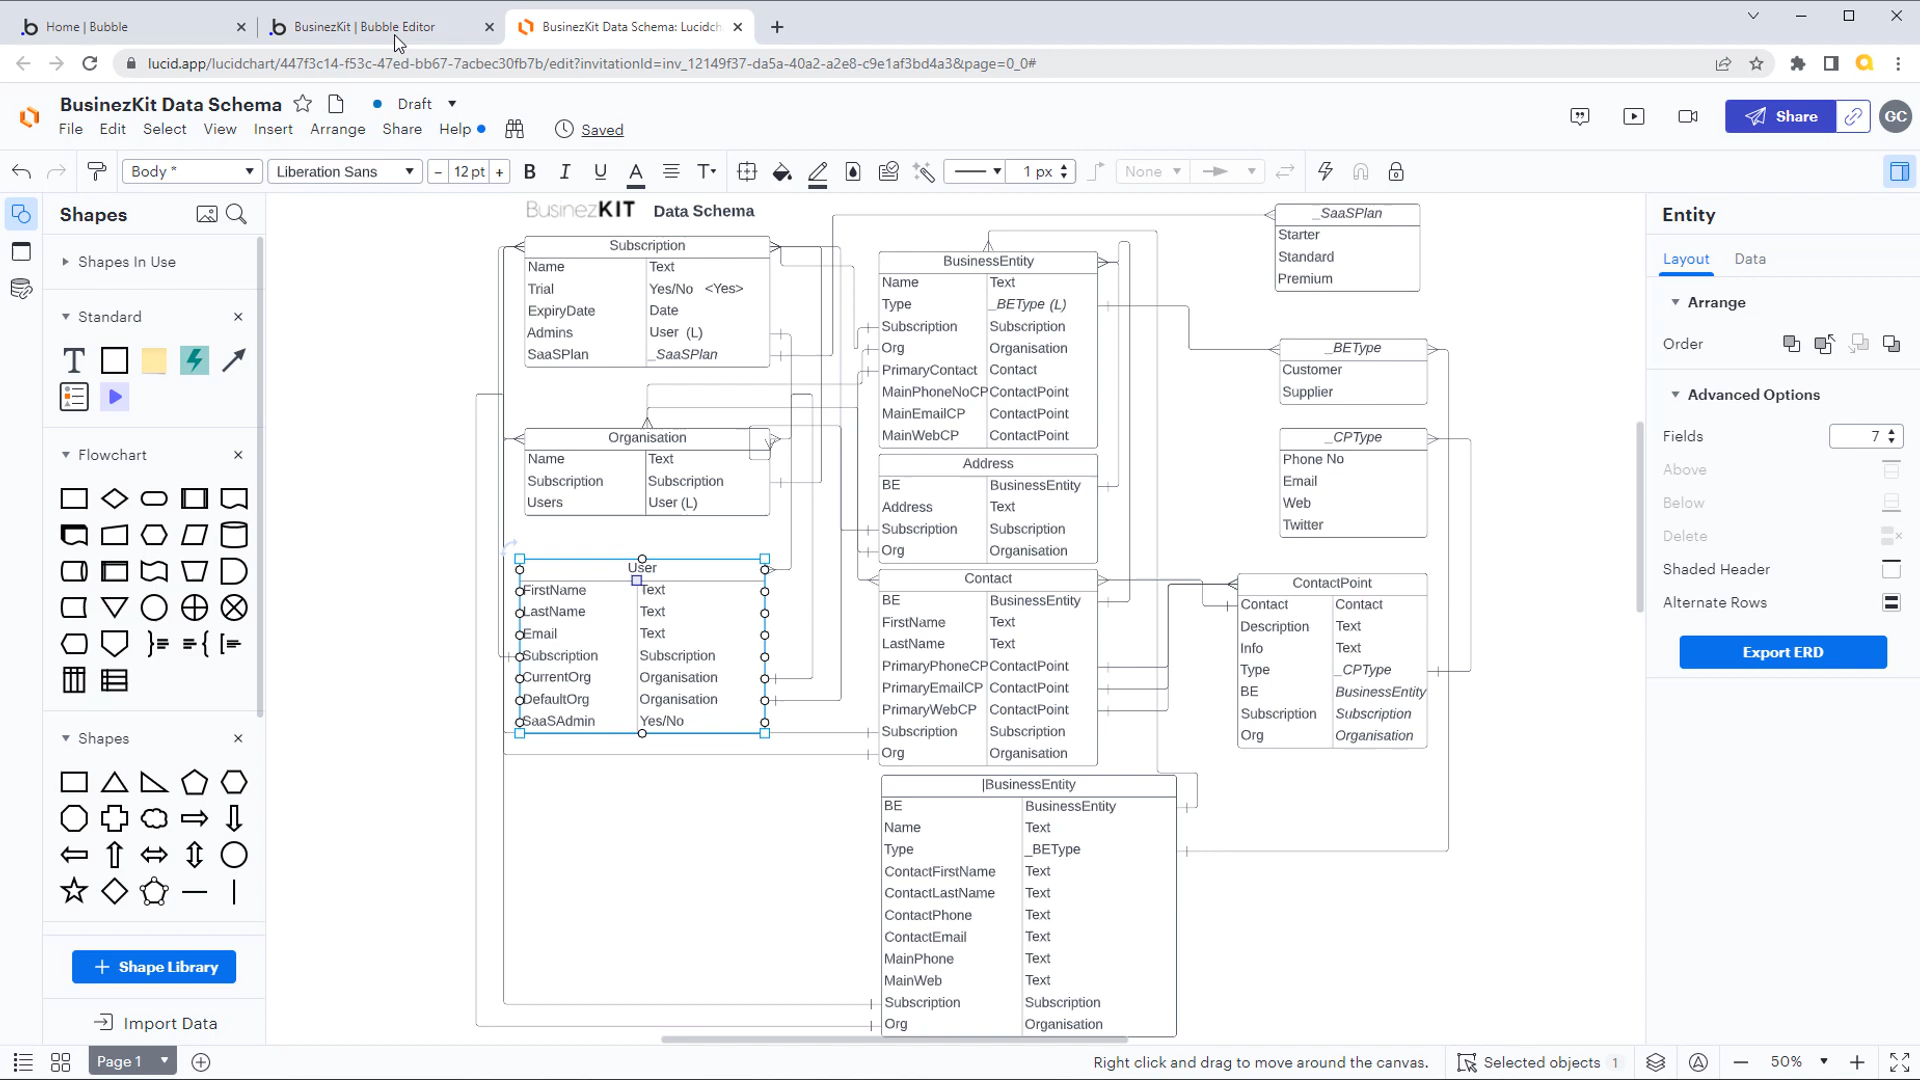 Home | Bubble
BusinezKit | Bubble Editor
BusinezKit Data Schema: Lucidch
lucid.app/lucidchart/447f3c14-f53c-47ed-bb67-7acbec30fb7b/edit?invitationId=inv_12149f37-da5a-40a2-a2e8-c9e1af3bd4a3&page=0_0#
BusinezKit Data Schema
Draft
File Edit Select View Insert Arrange Share Help
Saved
Share
GC
Body *
Liberation Sans
12 pt
B I U A T
1 px
None
Shapes
Shapes In Use
Standard
T
Flowchart
Shapes
Shape Library
Import Data
BusinezKIT Data Schema
Subscription
Name Text
Trial Yes/No <Yes>
ExpiryDate Date
Admins User (L)
SaaSPlan _SaaSPlan
Organisation
Name Text
Subscription Subscription
Users User (L)
User
FirstName Text
LastName Text
Email Text
Subscription Subscription
CurrentOrg Organisation
DefaultOrg Organisation
SaaSAdmin Yes/No
BusinessEntity
Name Text
Type _BEType (L)
Subscription Subscription
Org Organisation
PrimaryContact Contact
MainPhoneNoCP ContactPoint
MainEmailCP ContactPoint
MainWebCP ContactPoint
Address
BE BusinessEntity
Address Text
Subscription Subscription
Org Organisation
Contact
BE BusinessEntity
FirstName Text
LastName Text
PrimaryPhoneCP ContactPoint
PrimaryEmailCP ContactPoint
PrimaryWebCP ContactPoint
Subscription Subscription
Org Organisation
|BusinessEntity
BE BusinessEntity
Name Text
Type _BEType
ContactFirstName Text
ContactLastName Text
ContactPhone Text
ContactEmail Text
MainPhone Text
MainWeb Text
Subscription Subscription
Org Organisation
_SaaSPlan
Starter
Standard
Premium
_BEType
Customer
Supplier
_CPType
Phone No
Email
Web
Twitter
ContactPoint
Contact Contact
Description Text
Info Text
Type _CPType
BE BusinessEntity
Subscription Subscription
Org Organisation
Entity
Layout Data
Arrange
Order
Advanced Options
Fields 7
Above
Below
Delete
Shaded Header
Alternate Rows
Export ERD
Page 1
Right click and drag to move around the canvas.
Selected objects 1
50%